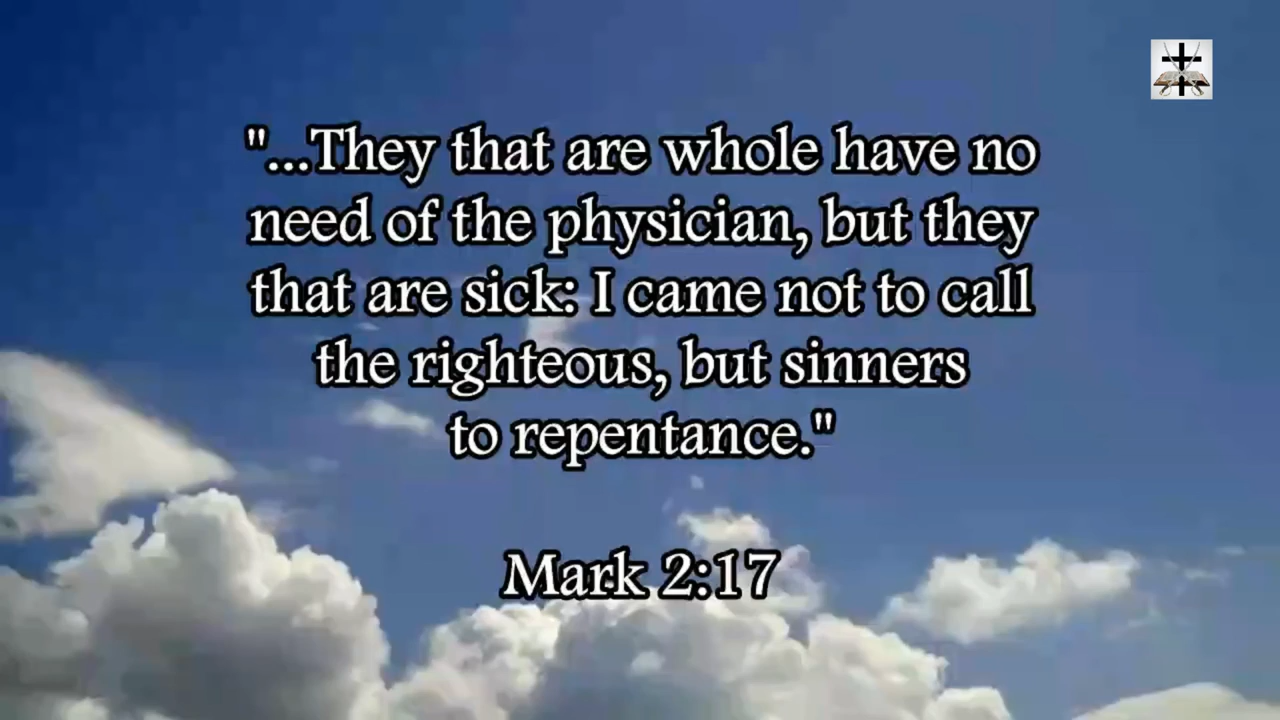 "...They that are whole have no
need of the physician, but they
that are sick: I came not to call
the righteous, but sinners
to repentance."
Mark 2:17